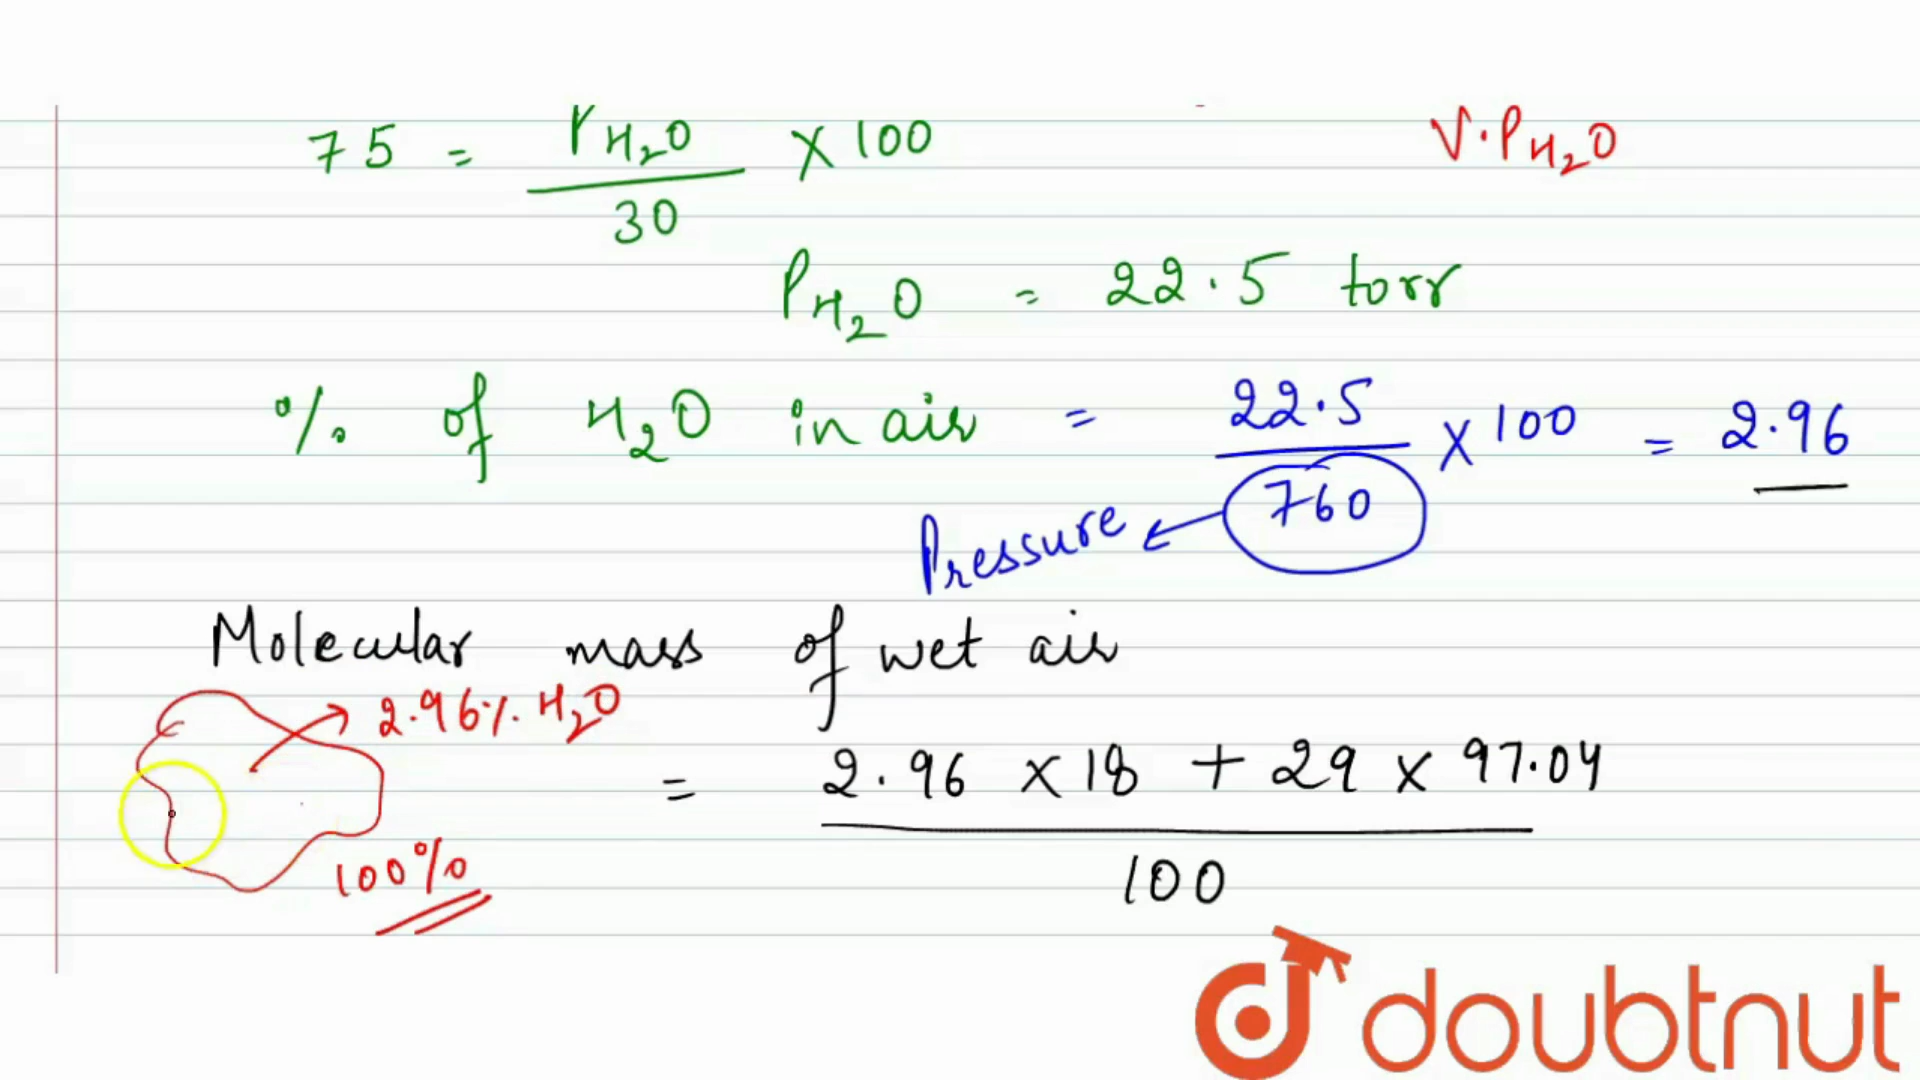 75 = PH₂O / 30 × 100
V.PH₂O
PH₂O = 22.5 torr
% of H₂O in air = 22.5 / 760 × 100 = 2.96
Pressure
Molecular mass of wet air
2.96% H₂O
= 2.96 × 18 + 29 × 97.04 / 100
100%
doubtnut